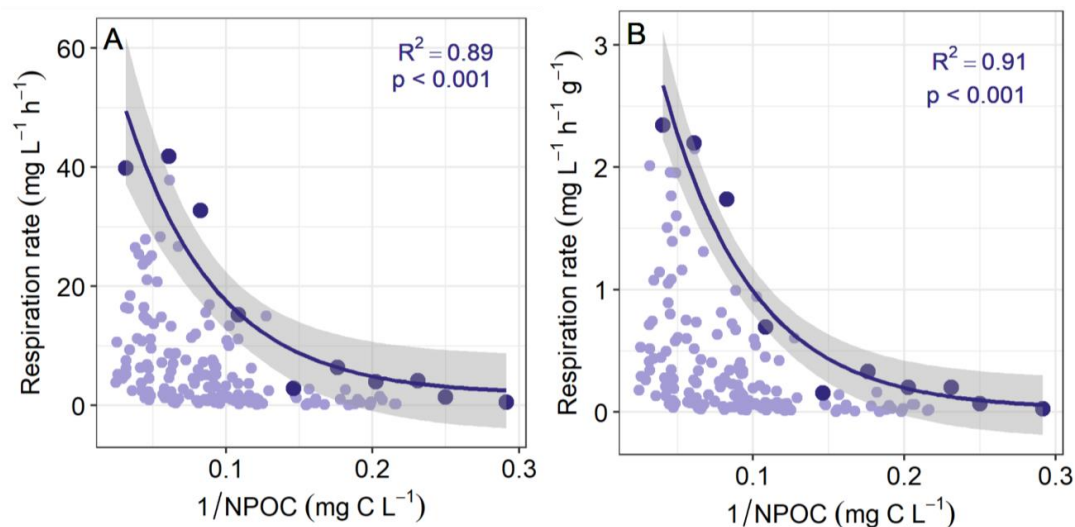 A
R² = 0.89
p < 0.001
Respiration rate (mg L⁻¹ h⁻¹)
60
40
20
0
0.1 0.2 0.3
1/NPOC (mg C L⁻¹)
B
R² = 0.91
p < 0.001
Respiration rate (mg L⁻¹ h⁻¹ g⁻¹)
3
2
1
0
0.1 0.2 0.3
1/NPOC (mg C L⁻¹)